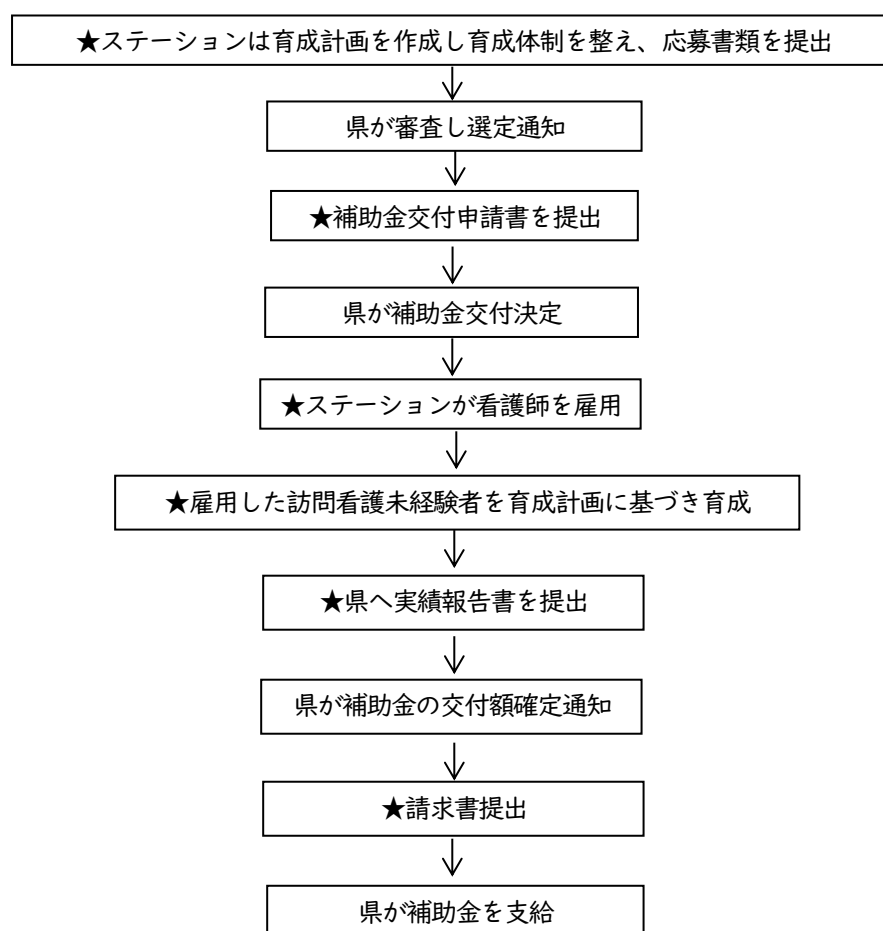 ★ステーションは育成計画を作成し育成体制を整え、応募書類を提出
県が審査し選定通知
★補助金交付申請書を提出
県が補助金交付決定
★ステーションが看護師を雇用
★雇用した訪問看護未経験者を育成計画に基づき育成
★県へ実績報告書を提出
県が補助金の交付額確定通知
★請求書提出
県が補助金を支給